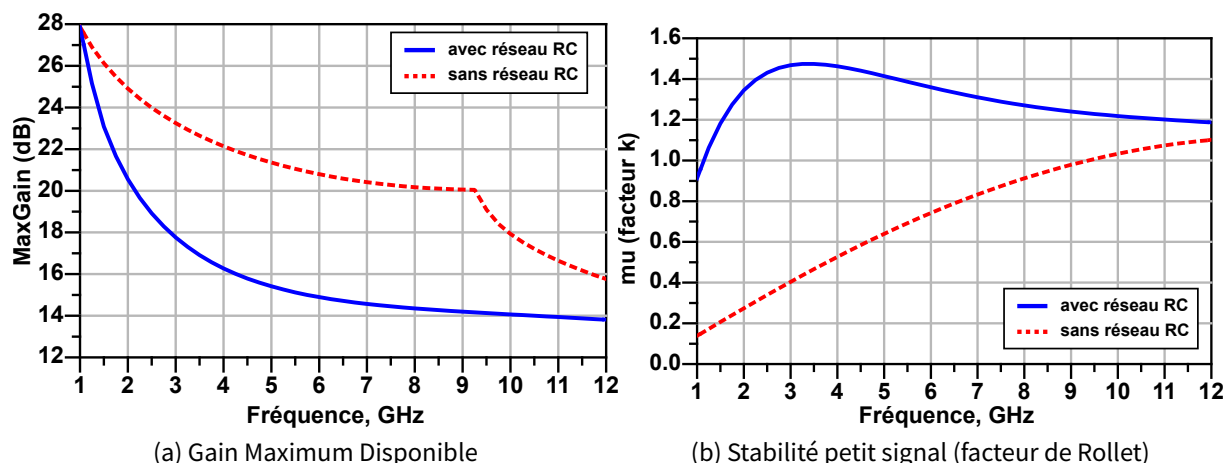 28
26
24
22
20
18
16
14
12
MaxGain (dB)
avec réseau RC
sans réseau RC
1 2 3 4 5 6 7 8 9 10 11 12
Fréquence, GHz
(a) Gain Maximum Disponible
1.6
1.4
1.2
1.0
0.8
0.6
0.4
0.2
0.0
mu (facteur k)
avec réseau RC
sans réseau RC
1 2 3 4 5 6 7 8 9 10 11 12
Fréquence, GHz
(b) Stabilité petit signal (facteur de Rollet)